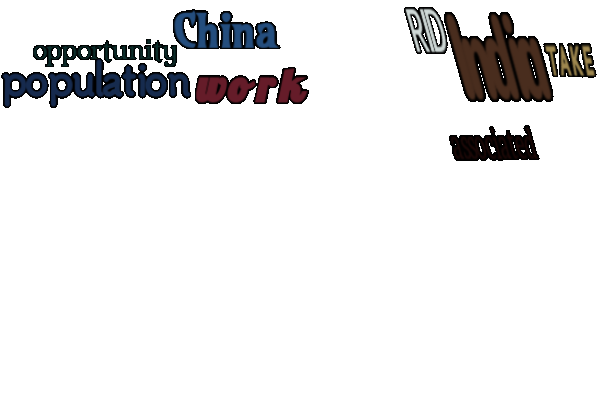 China
opportunity
population work
RID India TAKE
associated